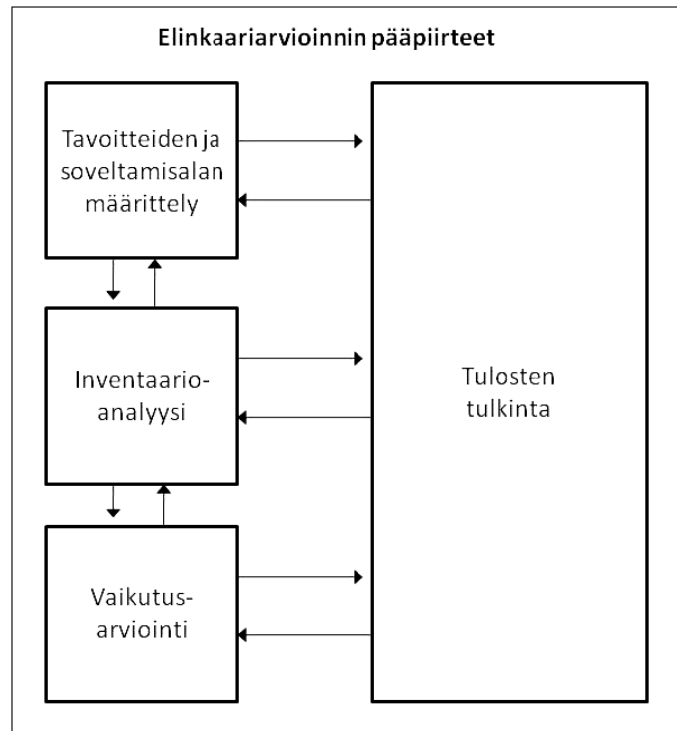 Elinkaariarvioinnin pääpiirteet
Tavoitteiden ja
soveltamisalan
määrittely
Inventaario-
analyysi
Vaikutus-
arviointi
Tulosten
tulkinta